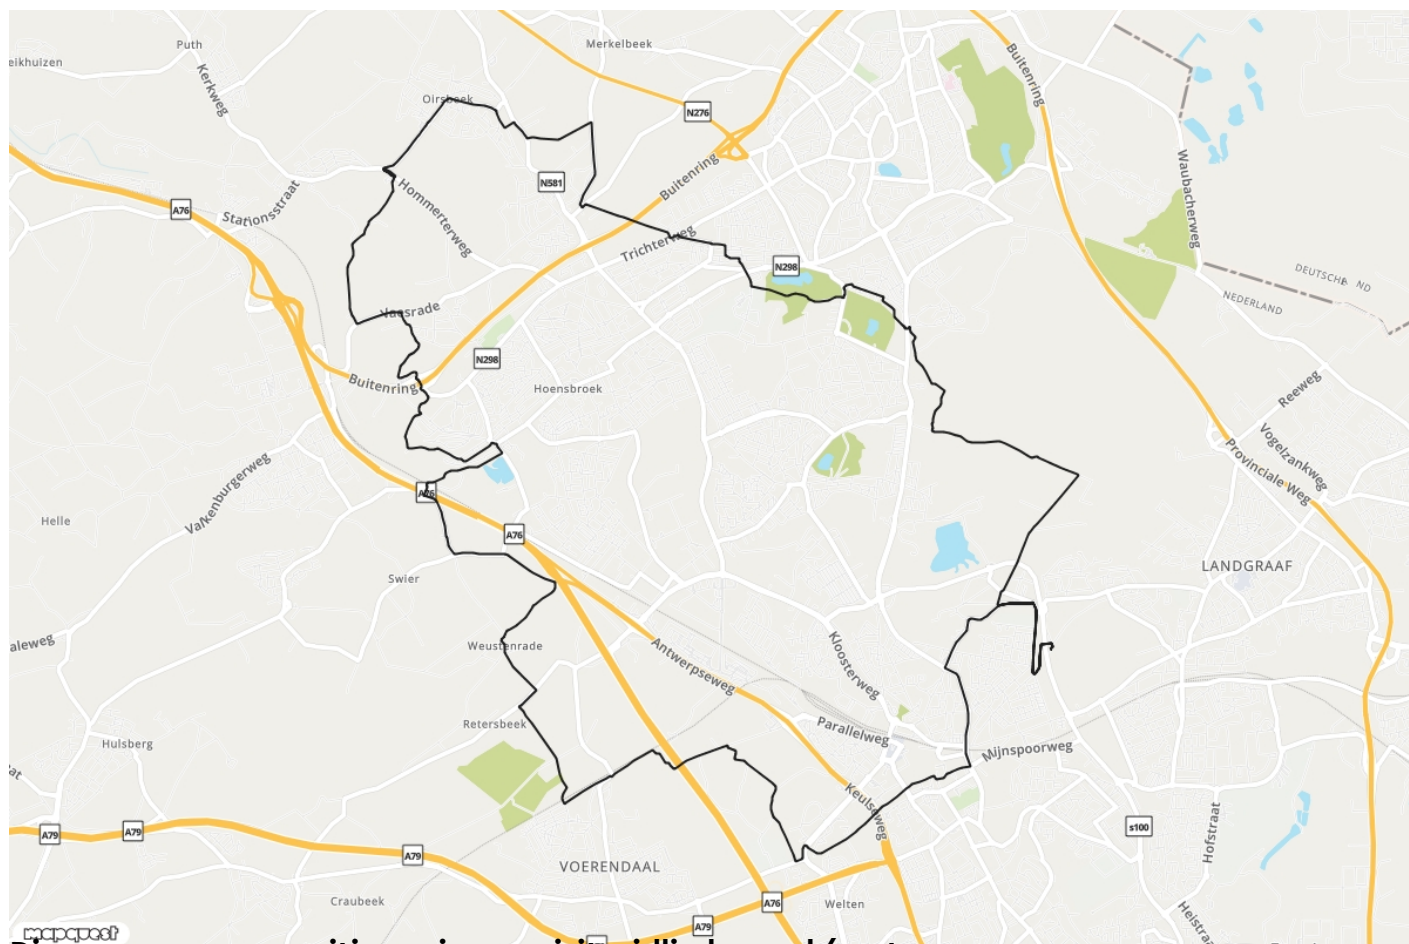 Puth
Merkelbeek
eikhuizen
Kerkweg
Buitenring
Oirsbeek
N276
N581
Buitenring
Waubacherweg
A76
Stationsstraat
Hommerterweg
Trichterweg
N298
DEUTSCHLAND
NEDERLAND
Vaesrade
N298
Buitenring
Hoensbroek
Reeweg
Vogelzankweg
Provinciale Weg
Valkenburgerweg
A76
Helle
A76
LANDGRAAF
Swier
aleweg
Weustenrade
Antwerpseweg
Kloosterweg
Retersbeek
Parallelweg
Hulsberg
Mijnspoorweg
Keulseweg
A79
A79
s100
Hofstraat
A79
VOERENDAAL
Craubeek
A76
Welten
A79
mapquest